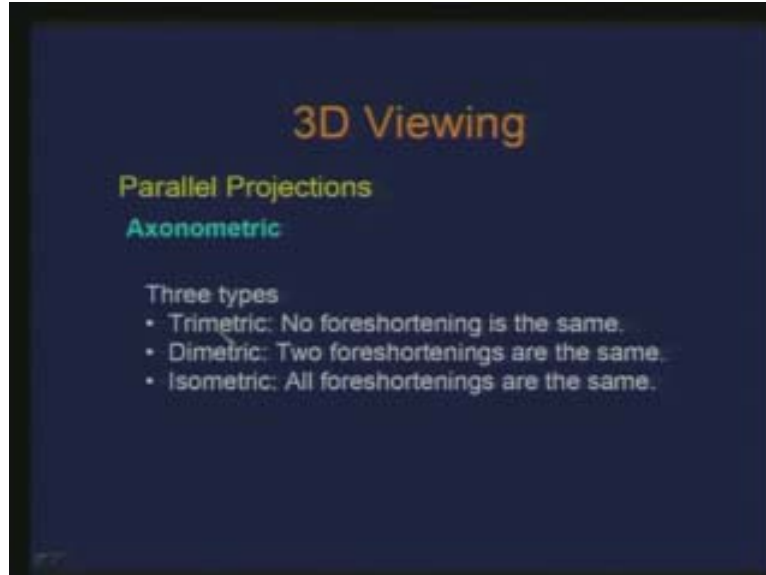 3D Viewing
Parallel Projections
Axonometric
Three types
• Trimetric: No foreshortening is the same.
• Dimetric: Two foreshortenings are the same.
• Isometric: All foreshortenings are the same.